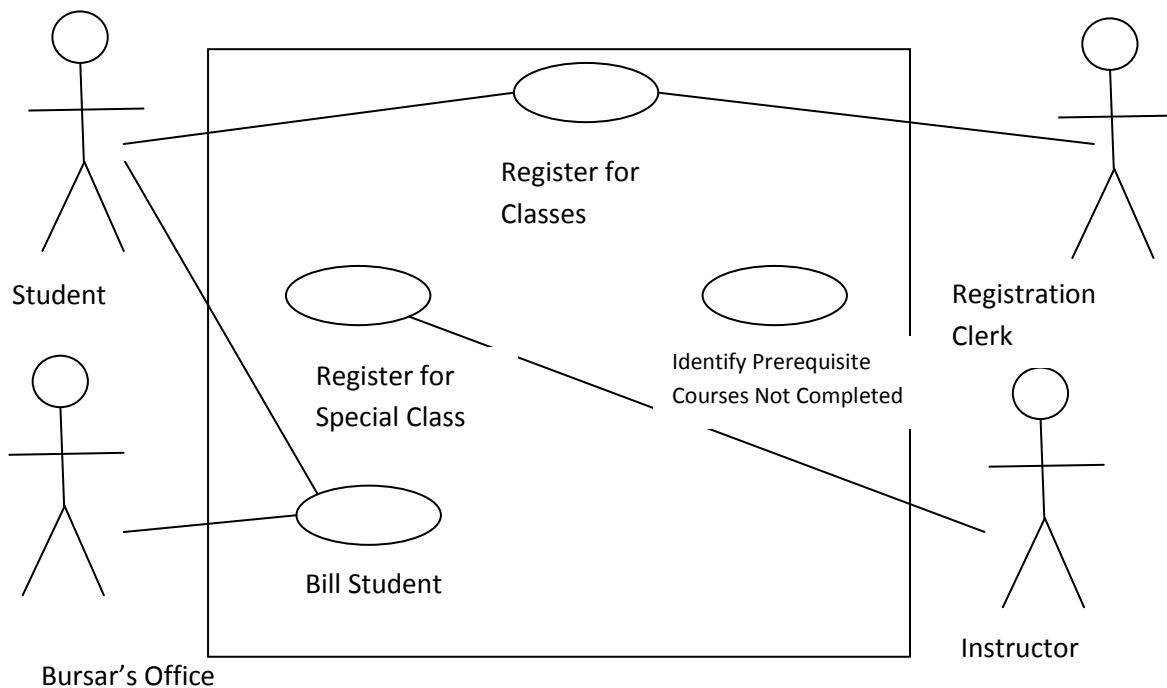 Register for
Classes
Student
Registration
Clerk
Register for
Special Class
Identify Prerequisite
Courses Not Completed
Bill Student
Instructor
Bursar’s Office